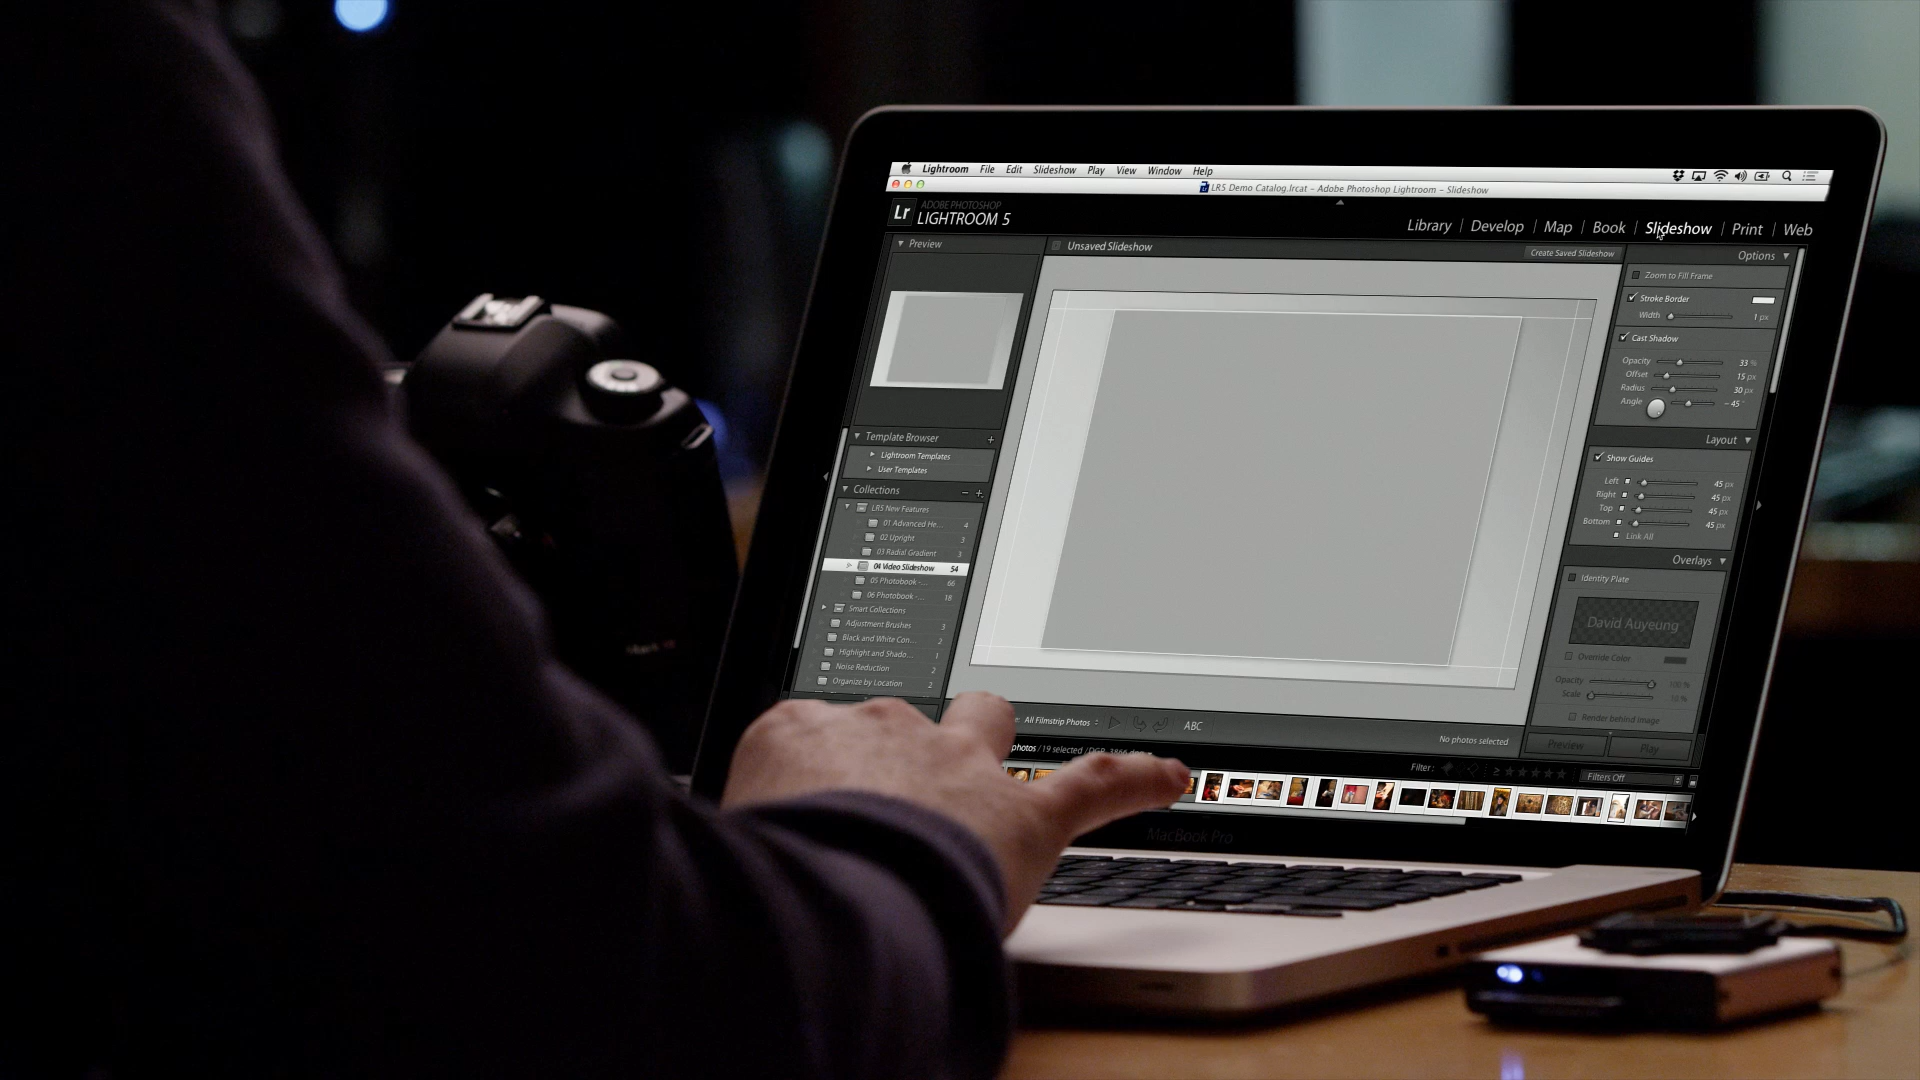 Lightroom File Edit Slideshow Play View Window Help
LR5 Demo Catalog.lrcat – Adobe Photoshop Lightroom – Slideshow
Lr ADOBE PHOTOSHOP
LIGHTROOM 5
Library | Develop | Map | Book | Slideshow | Print | Web
Preview
Unsaved Slideshow
Create Saved Slideshow
Options
Zoom to Fill Frame
Stroke Border
Width 1 px
Cast Shadow
Opacity 33 %
Offset 15 px
Radius 30 px
Angle – 45
Layout
Show Guides
Left 45 px
Right 45 px
Top 45 px
Bottom 45 px
Link All
Overlays
Identity Plate
David Auyeung
Override Color
Opacity 100 %
Scale
Render behind image
Preview Play
Template Browser
Lightroom Templates
User Templates
Collections
LR5 New Features
01 Advanced He... 4
02 Upright 3
03 Radial Gradient 3
04 Video Slideshow 54
05 Photobook -... 66
06 Photobook -... 18
Smart Collections
Adjustment Brushes 3
Black and White Con... 2
Highlight and Shado... 1
Noise Reduction 2
Organize by Location 2
All Filmstrip Photos ABC No photos selected
photos / 19 selected /
Filter: Filters Off
MacBook Pro